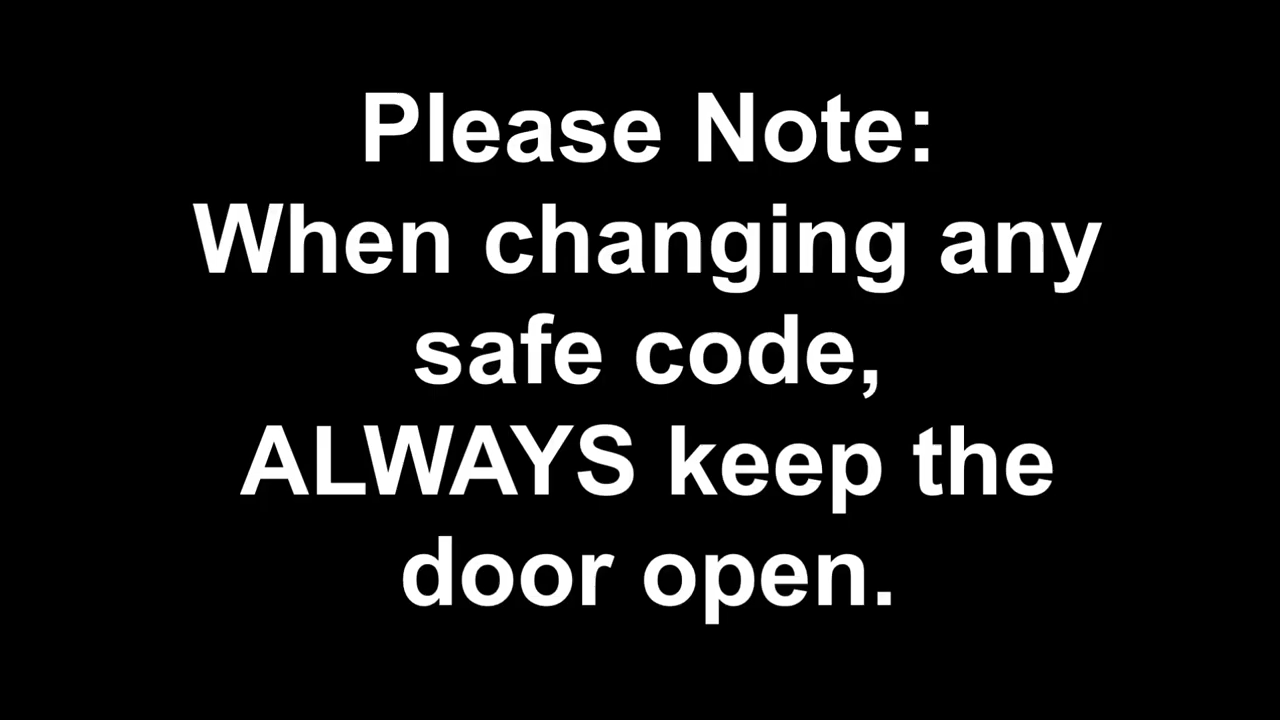 Please Note:
When changing any
safe code,
ALWAYS keep the
door open.